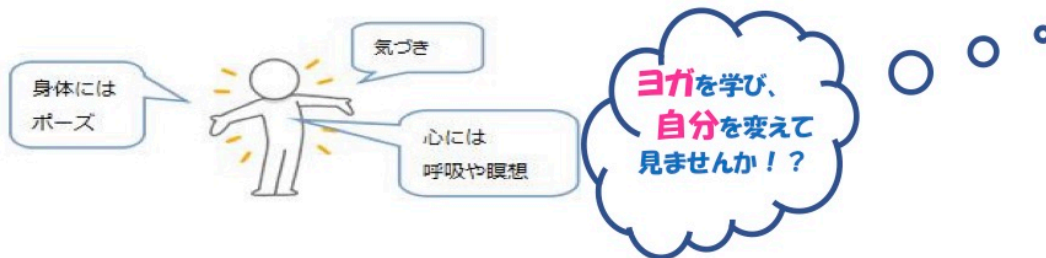 気づき
身体には
ポーズ
心には
呼吸や瞑想
ヨガを学び、
自分を変えて
見ませんか！？